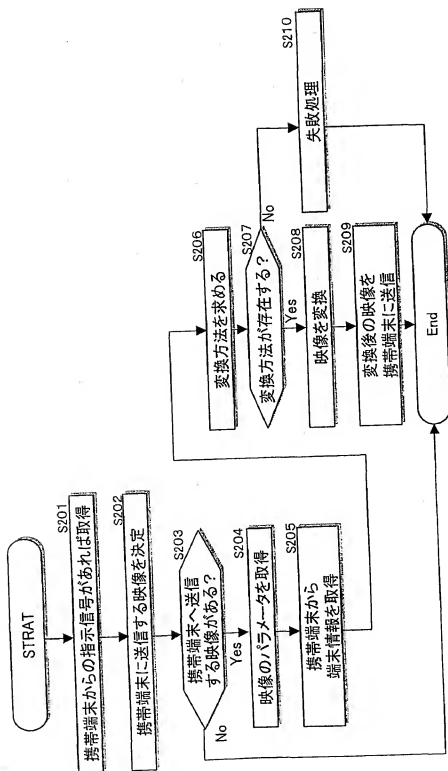 STRAT
S201
携帯端末からの指示信号があれば取得
S202
携帯端末に送信する映像を決定
S203
携帯端末へ送信
する映像がある?
No
Yes
S204
映像のパラメータを取得
S205
携帯端末から
端末情報を取得
S206
変換方法を求める
S207
変換方法が存在する?
No
Yes
S208
映像を変換
S209
変換後の映像を
携帯端末に送信
S210
失敗処理
End